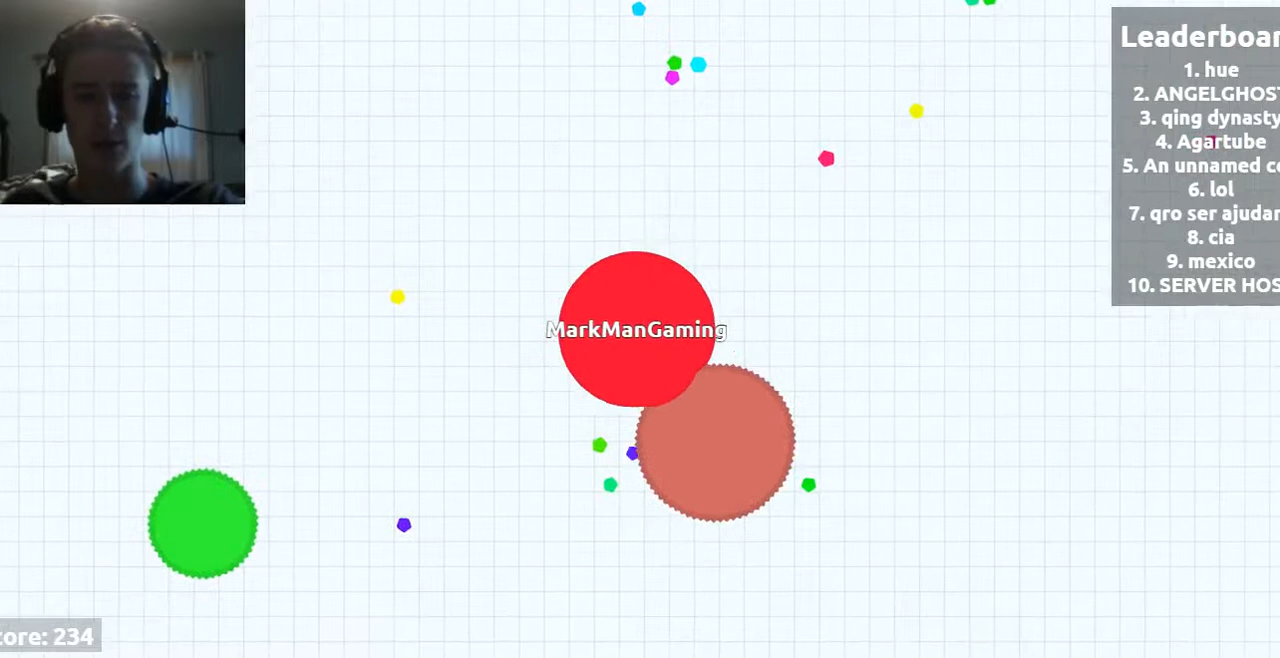 Leaderboar
1. hue
2. ANGELGHOST
3. qing dynasty
4. Agartube
5. An unnamed ce
6. lol
7. qro ser ajudar
8. cia
9. mexico
10. SERVER HOS
MarkManGaming
core: 234